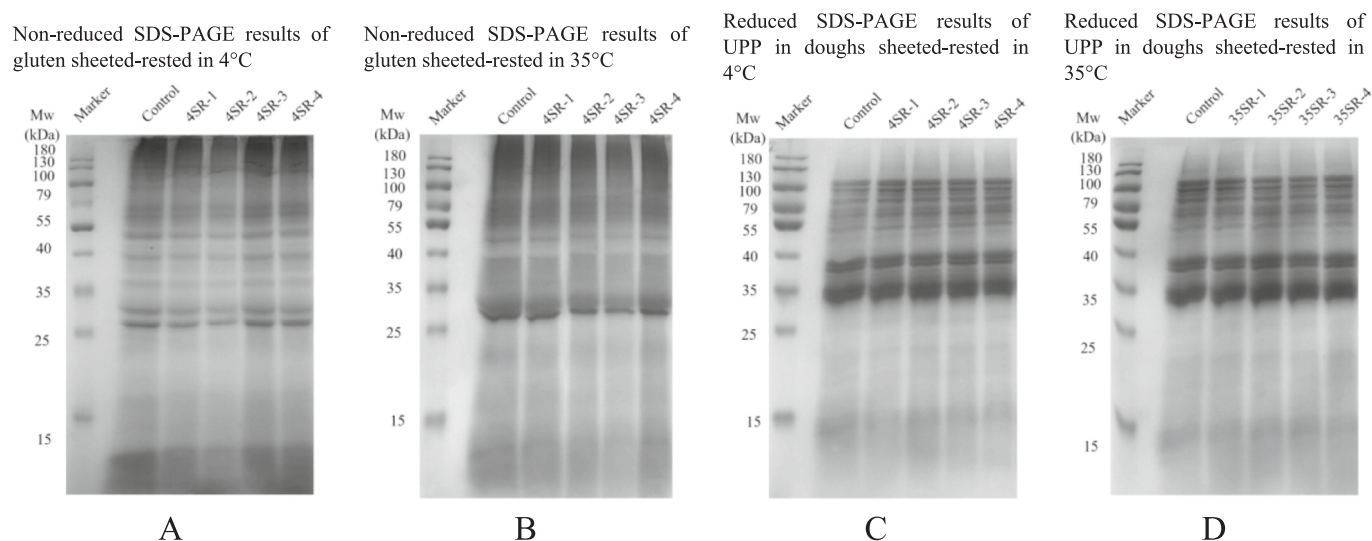 Non-reduced SDS-PAGE results of
gluten sheeted-rested in 4°C
Mw
(kDa)
Marker
Control
4SR-1
4SR-2
4SR-3
4SR-4
180
130
100
79
55
40
35
25
15
A
Non-reduced SDS-PAGE results of
gluten sheeted-rested in 35°C
Mw
(kDa)
Marker
Control
4SR-1
4SR-2
4SR-3
4SR-4
180
130
100
79
55
40
35
25
15
B
Reduced SDS-PAGE results of
UPP in doughs sheeted-rested in
4°C
Mw
(kDa)
Marker
Control
4SR-1
4SR-2
4SR-3
4SR-4
180
130
100
79
55
40
35
25
15
C
Reduced SDS-PAGE results of
UPP in doughs sheeted-rested in
35°C
Mw
(kDa)
Marker
Control
35SR-1
35SR-2
35SR-3
35SR-4
180
130
100
79
55
40
35
25
15
D